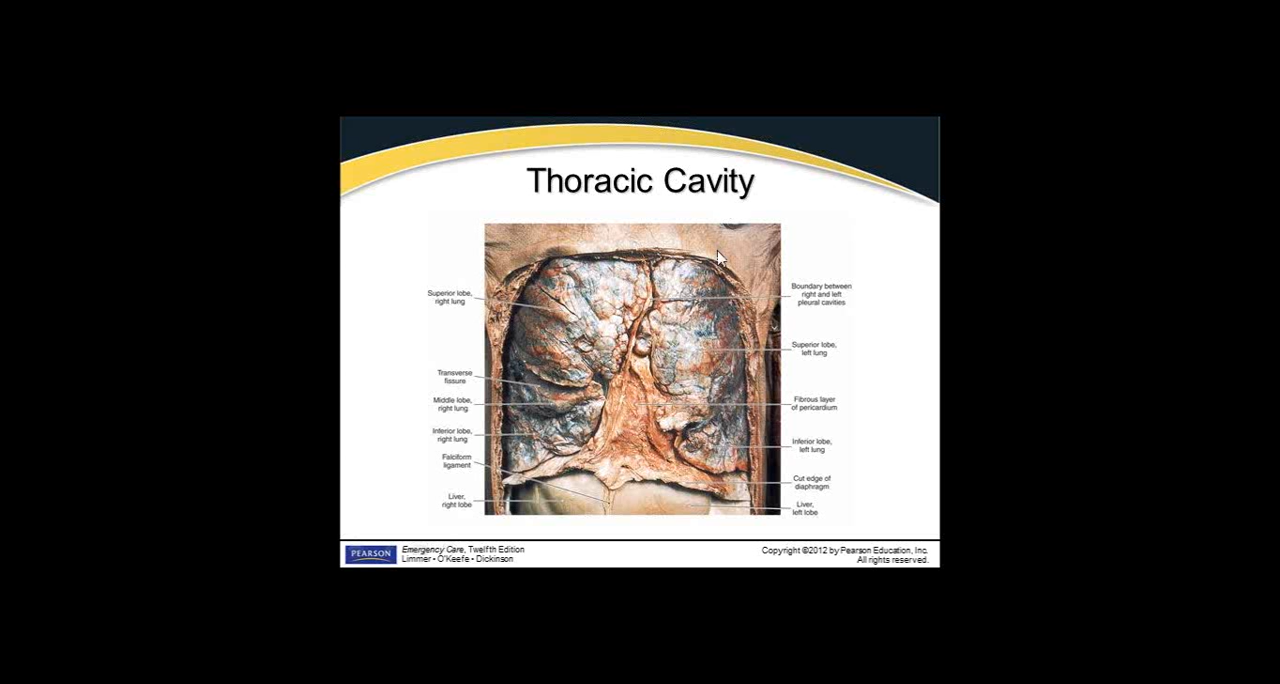 Thoracic Cavity
Superior lobe,
right lung
Transverse
fissure
Middle lobe,
right lung
Inferior lobe,
right lung
Falciform
ligament
Liver,
right lobe
Boundary between
right and left
pleural cavities
Superior lobe,
left lung
Fibrous layer
of pericardium
Inferior lobe,
left lung
Cut edge of
diaphragm
Liver,
left lobe
PEARSON
Emergency Care, Twelfth Edition
Limmer • O'Keefe • Dickinson
Copyright ©2012 by Pearson Education, Inc.
All rights reserved.